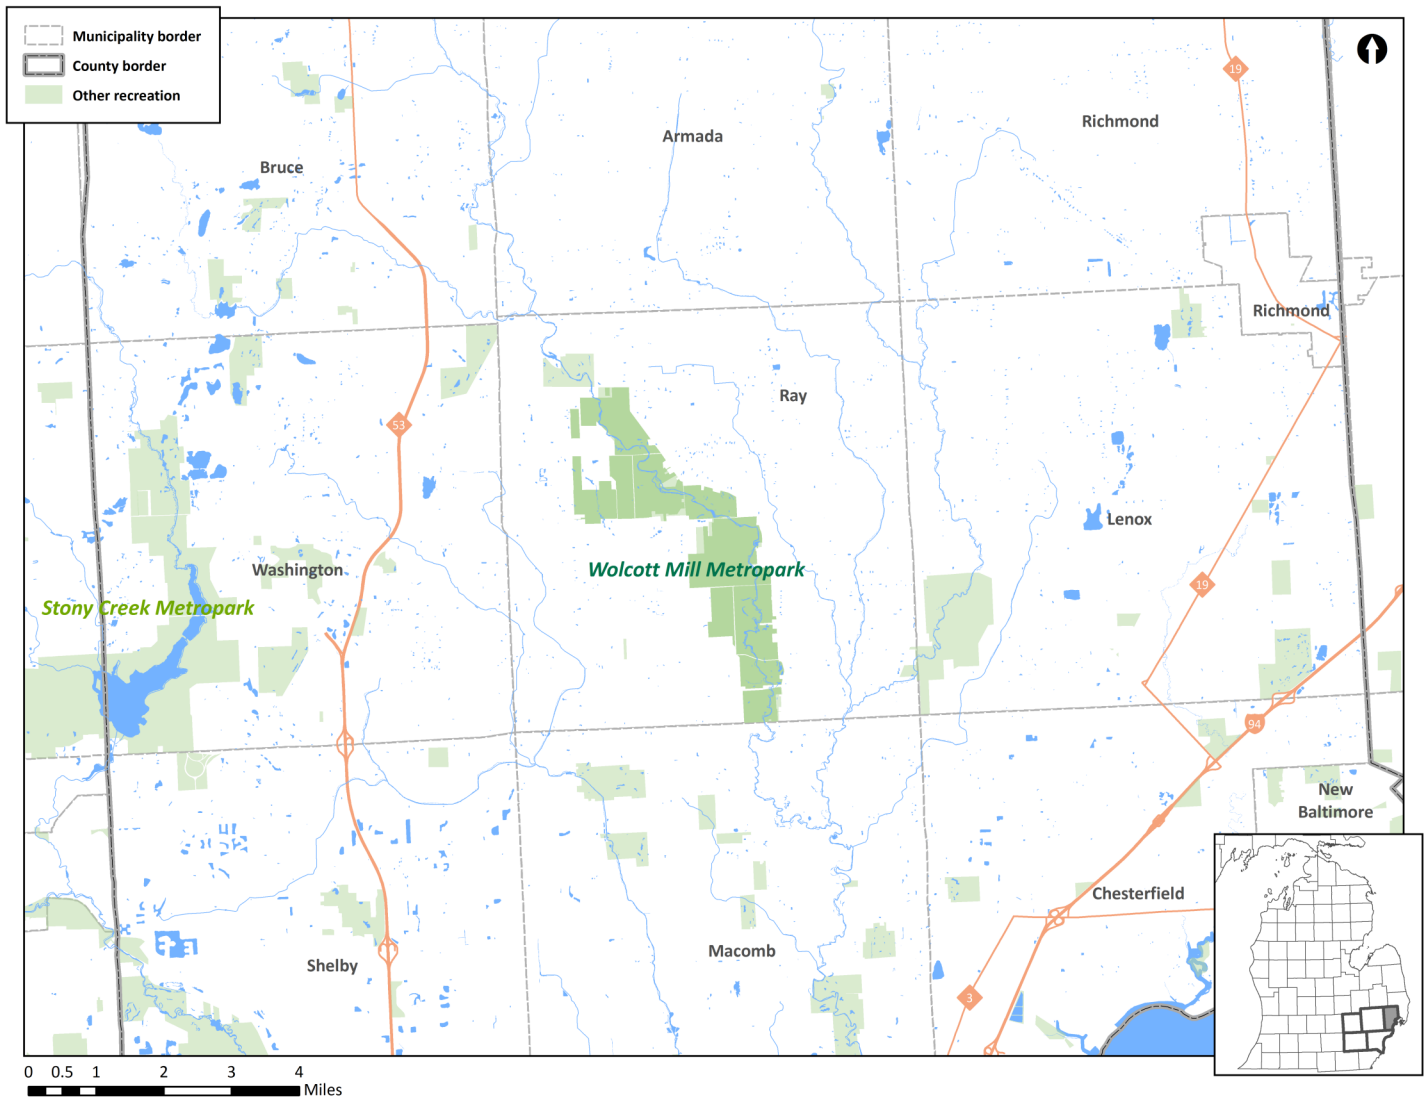 Municipality border
County border
Other recreation
19
Richmond
Armada
Bruce
Richmond
Ray
53
Lenox
Washington
Wolcott Mill Metropark
19
Stony Creek Metropark
94
New
Baltimore
Chesterfield
Macomb
Shelby
3
0 0.5 1 2 3 4
Miles